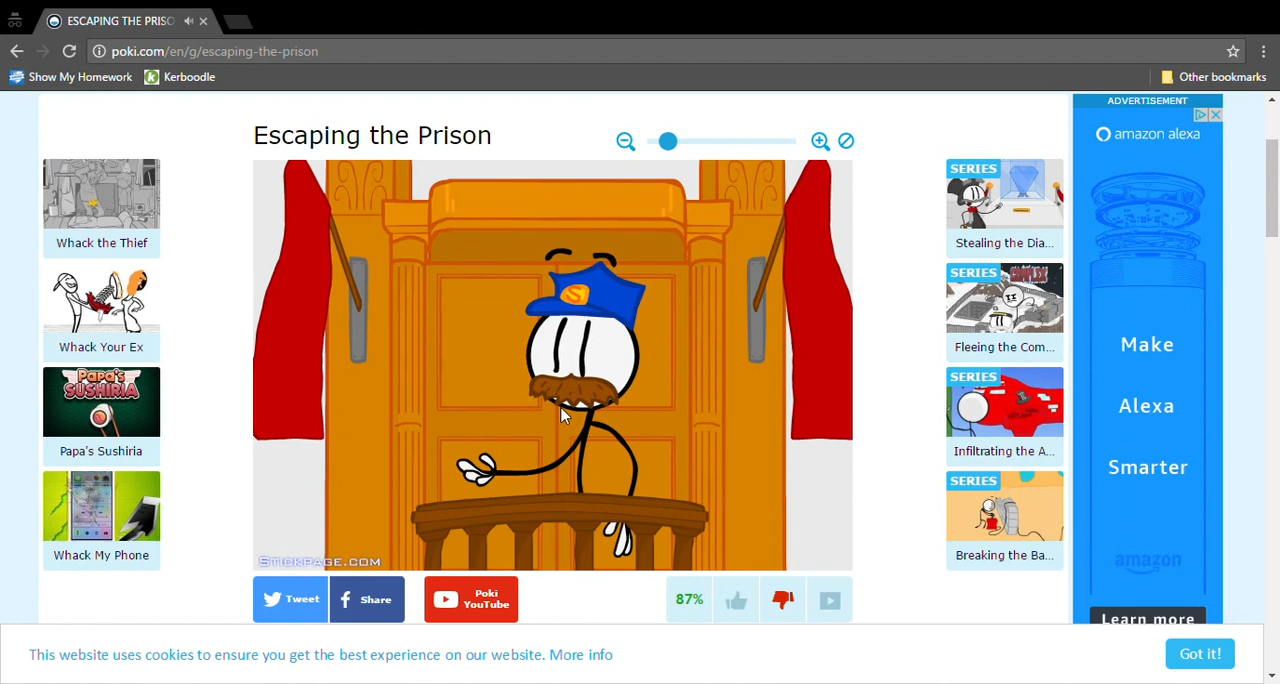 ESCAPING THE PRISO
poki.com/en/g/escaping-the-prison
Show My Homework
Kerboodle
Other bookmarks
Escaping the Prison
Whack the Thief
Whack Your Ex
PAPA'S
SUSHIRIA
Papa's Sushiria
Whack My Phone
S
STICKPAGE.COM
Tweet
Share
Poki
YouTube
87%
SERIES
Stealing the Dia...
SERIES
Fleeing the Com...
SERIES
Infiltrating the A...
SERIES
Breaking the Ba...
ADVERTISEMENT
amazon alexa
Make
Alexa
Smarter
amazon
Learn more
This website uses cookies to ensure you get the best experience on our website. More info
Got it!